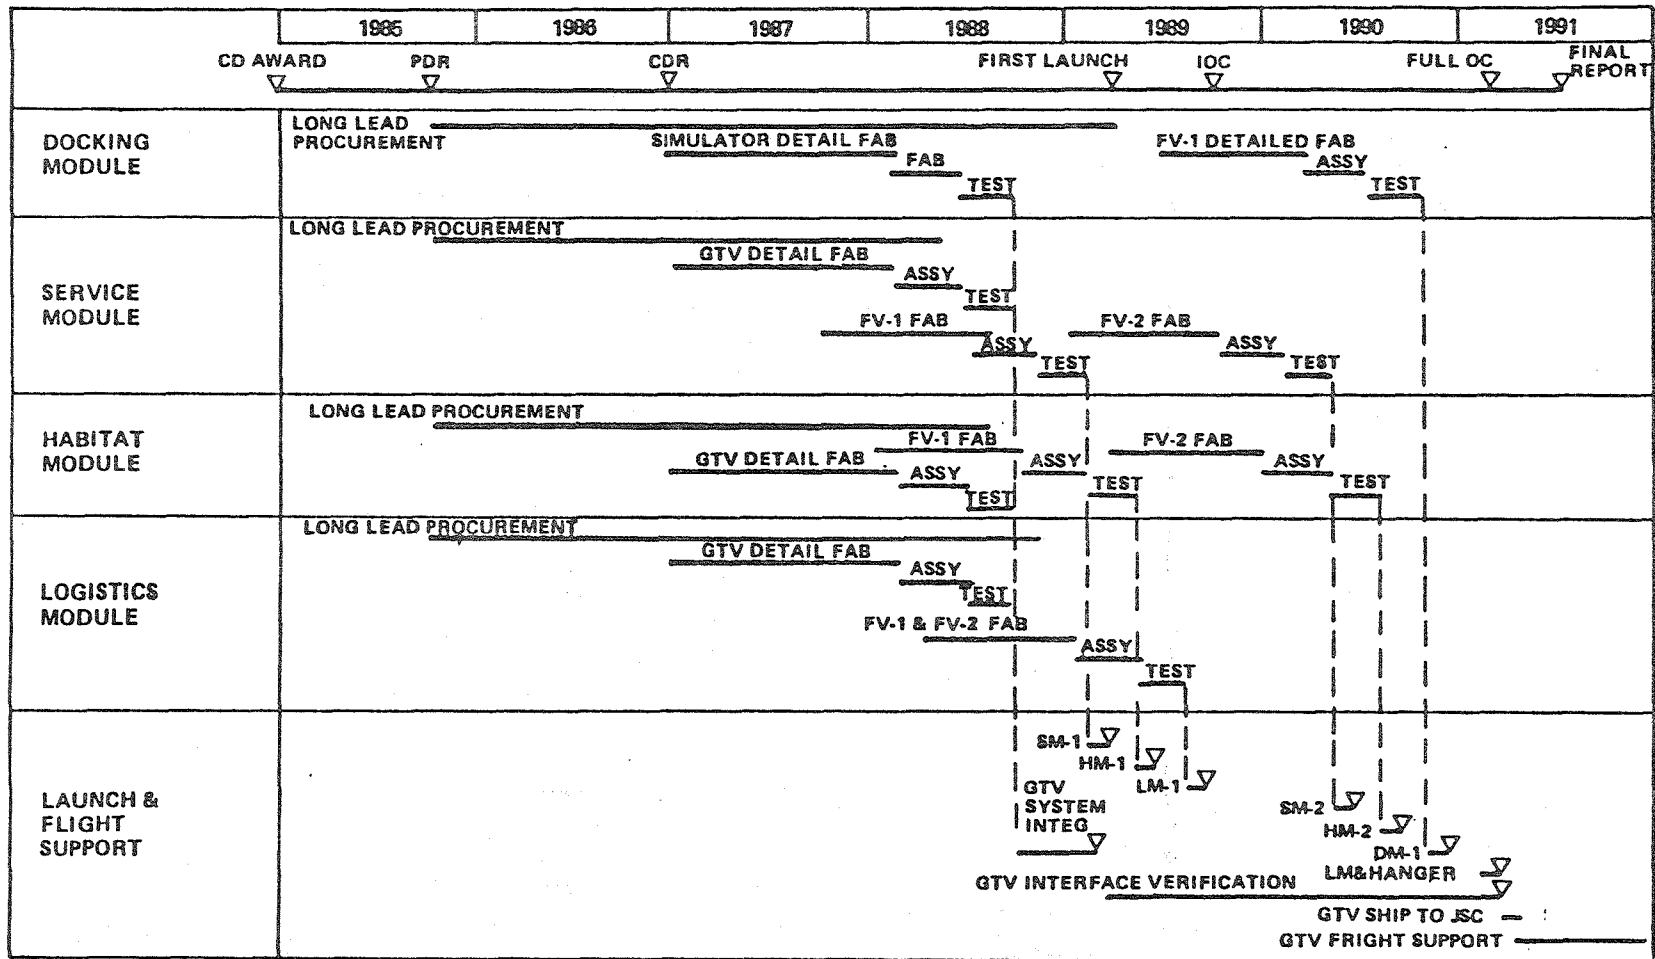 1985 1986 1987 1988 1989 1990 1991
CD AWARD PDR CDR FIRST LAUNCH IOC FULL OC FINAL
REPORT
DOCKING
MODULE
LONG LEAD
PROCUREMENT
SIMULATOR DETAIL FAB
FAB
TEST
FV-1 DETAILED FAB
ASSY
TEST
SERVICE
MODULE
LONG LEAD PROCUREMENT
GTV DETAIL FAB
ASSY
TEST
FV-1 FAB
ASSY
TEST
FV-2 FAB
ASSY
TEST
HABITAT
MODULE
LONG LEAD PROCUREMENT
FV-1 FAB
ASSY
TEST
GTV DETAIL FAB
ASSY
TEST
FV-2 FAB
ASSY
TEST
LOGISTICS
MODULE
LONG LEAD PROCUREMENT
GTV DETAIL FAB
ASSY
TEST
FV-1 & FV-2 FAB
ASSY
TEST
LAUNCH &
FLIGHT
SUPPORT
SM-1
HM-1
LM-1
GTV
SYSTEM
INTEG
SM-2
HM-2
DM-1
LM&HANGER
GTV INTERFACE VERIFICATION
GTV SHIP TO JSC
GTV FRIGHT SUPPORT